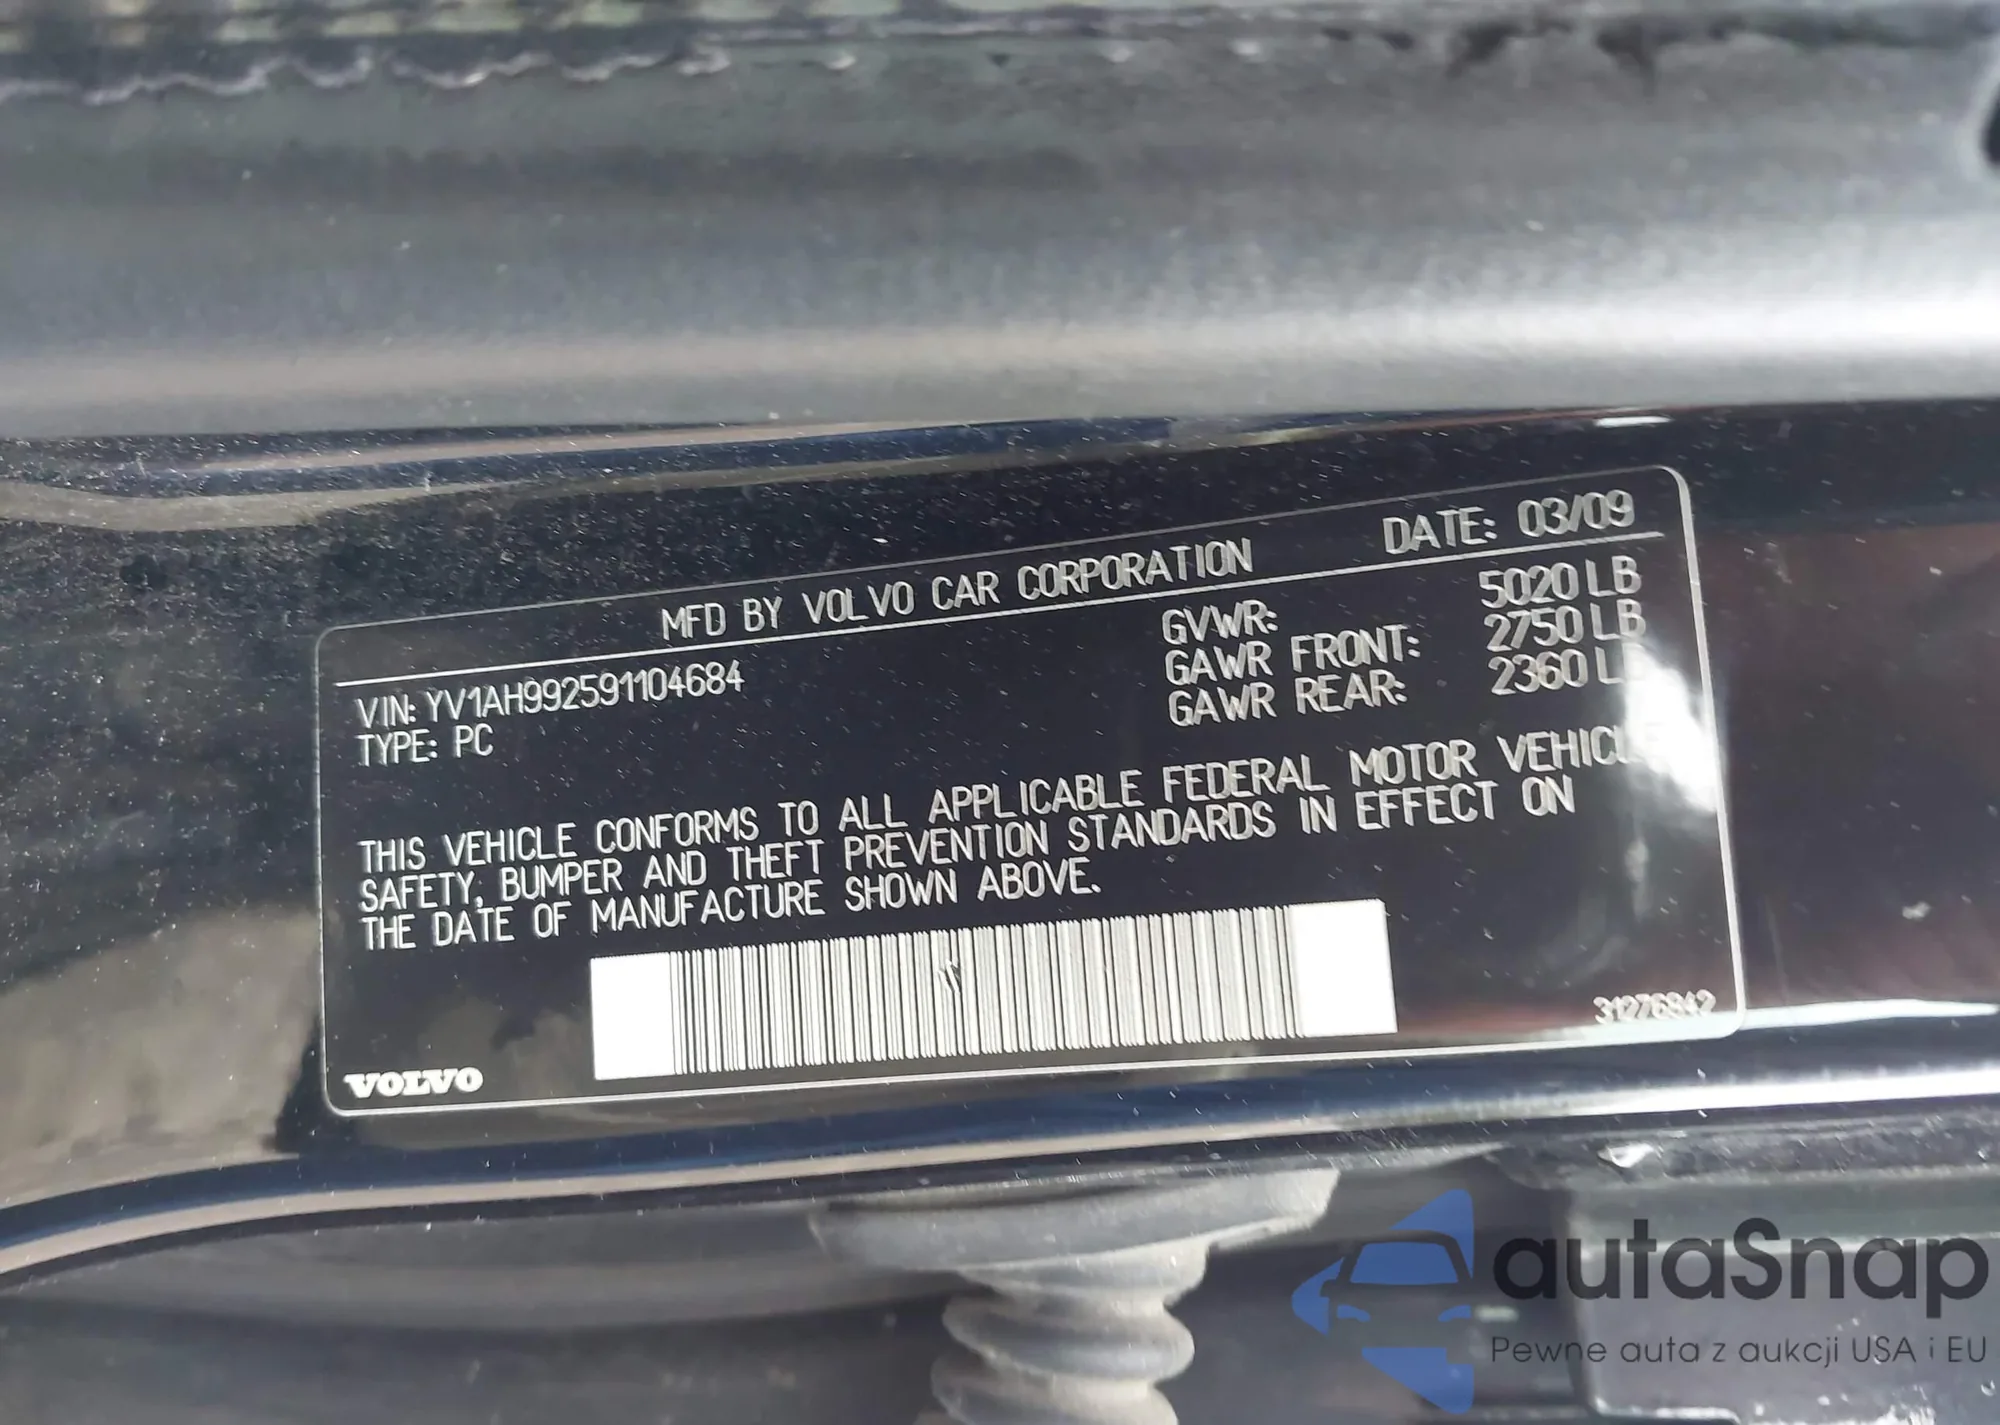 MFD BY VOLVO CAR CORPORATION DATE: 03/09
VIN: YV1AH992591104684
TYPE: PC
GVWR: 5020 LB
GAWR FRONT: 2750 LB
GAWR REAR: 2360 LB
THIS VEHICLE CONFORMS TO ALL APPLICABLE FEDERAL MOTOR VEHICLE
SAFETY, BUMPER AND THEFT PREVENTION STANDARDS IN EFFECT ON
THE DATE OF MANUFACTURE SHOWN ABOVE.
31276842
VOLVO
autaSnap
Pewne auta z aukcji USA i EU